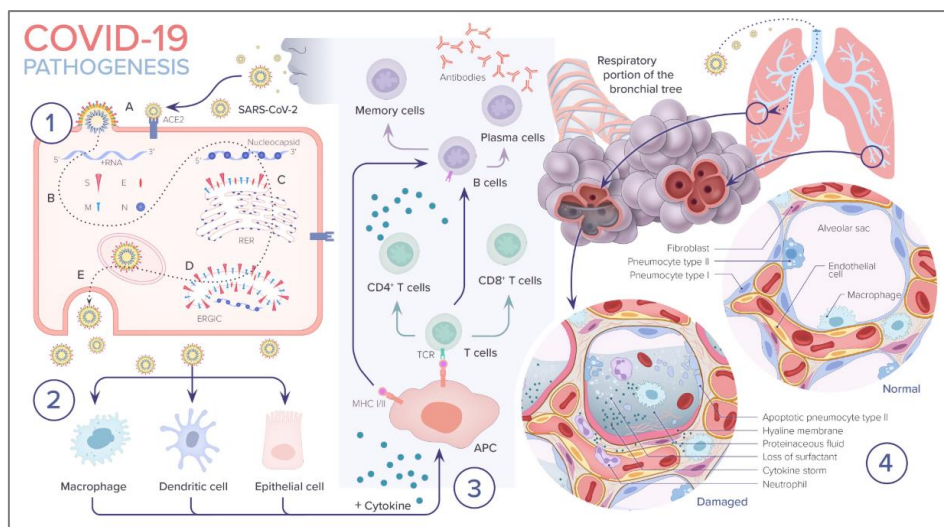 COVID-19
PATHOGENESIS
1
A
ACE2
SARS-CoV-2
5'
+RNA
3'
5'
Nucleocapsid
3'
B
S
E
M
N
C
RER
D
ERGIC
E
2
Macrophage
Dendritic cell
Epithelial cell
Antibodies
Memory cells
Plasma cells
B cells
CD4+ T cells
CD8+ T cells
TCR
T cells
MHC I/II
APC
+ Cytokine
3
Respiratory
portion of the
bronchial tree
Fibroblast
Pneumocyte type II
Pneumocyte type I
Alveolar sac
Endothelial
cell
Macrophage
Normal
Apoptotic pneumocyte type II
Hyaline membrane
Proteinaceous fluid
Loss of surfactant
Cytokine storm
Neutrophil
Damaged
4